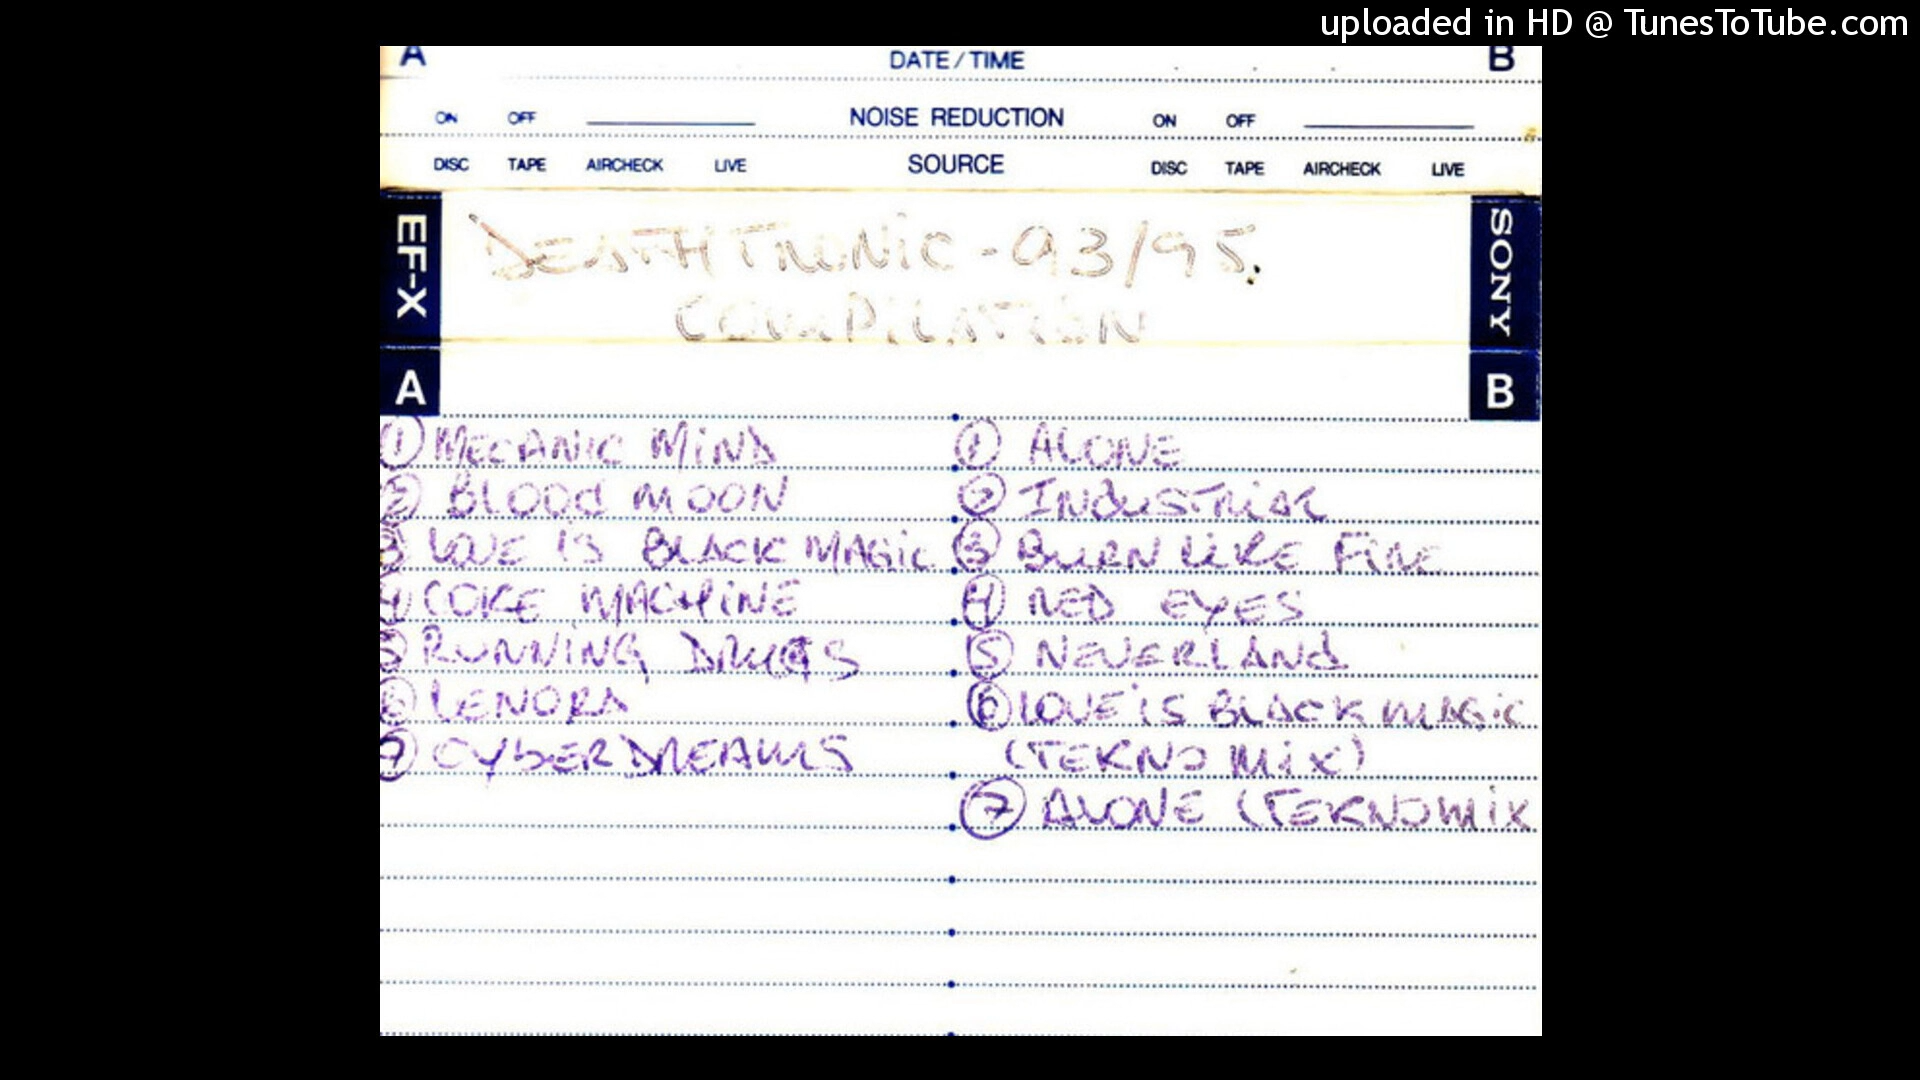 uploaded in HD @ TunesToTube.com
A DATE / TIME B
ON OFF NOISE REDUCTION ON OFF
DISC TAPE AIRCHECK LIVE SOURCE DISC TAPE AIRCHECK LIVE
EF-X
DEATHTRONIC - 93/95.
COMPILATION
SONY
A
B
① MECANIC MIND
② BLOOD MOON
3 LOVE IS BLACK MAGIC
4 COKE MACHINE
5 RUNNING DRUGS
6 LENORA
7 CYBERDREAMS
① ALONE
② INDUSTRIAL
③ BURN LIKE FIRE
④ RED EYES
⑤ NEVERLAND
⑥ LOVE IS BLACK MAGIC
(TEKNO MIX)
⑦ ALONE (TEKNO MIX